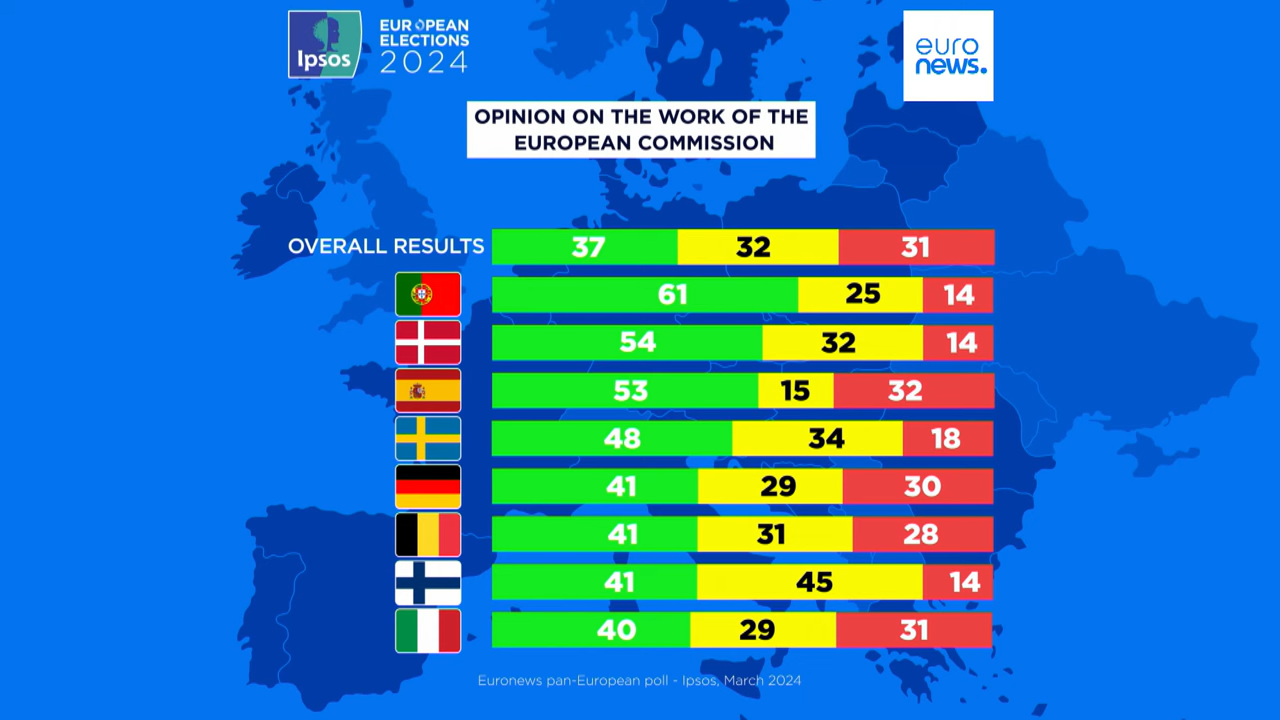 Ipsos
EUROPEAN
ELECTIONS
2024
euro
news.
OPINION ON THE WORK OF THE
EUROPEAN COMMISSION
OVERALL RESULTS 37 32 31
61 25 14
54 32 14
53 15 32
48 34 18
41 29 30
41 31 28
41 45 14
40 29 31
Euronews pan-European poll - Ipsos, March 2024